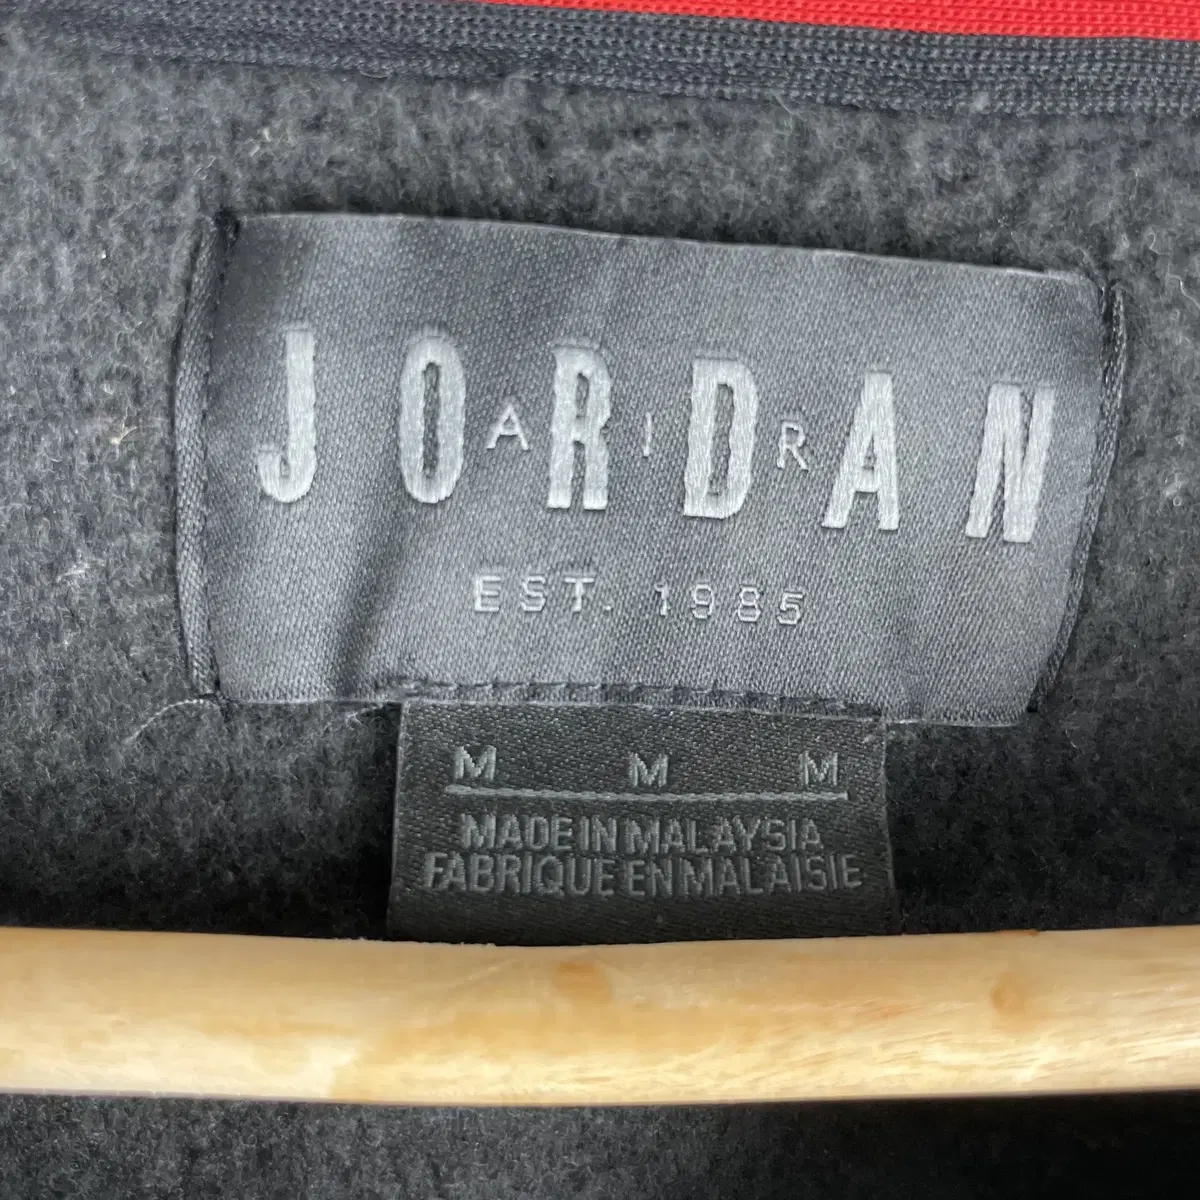 JORDAN
AIR
EST. 1985
M M M
MADE IN MALAYSIA
FABRIQUE EN MALAISIE